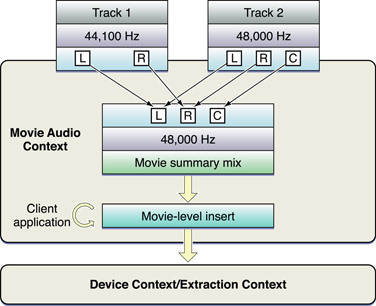 Track 1
Track 2
44,100 Hz
48,000 Hz
L R
L R C
Movie Audio
Context
L R C
48,000 Hz
Movie summary mix
Client
application
Movie-level insert
Device Context/Extraction Context